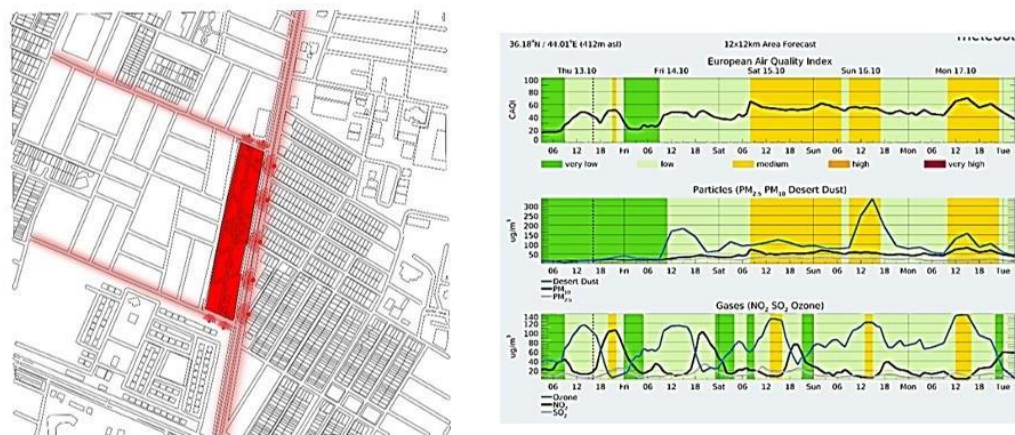 36.18°N / 44.01°E (412m asl) 12x12km Area Forecast
European Air Quality Index
Thu 13.10 Fri 14.10 Sat 15.10 Sun 16.10 Mon 17.10
100
80
60
40
20
CAQI
06 12 18 Fri 06 12 18 Sat 06 12 18 Sun 06 12 18 Mon 06 12 18 Tue
very low low medium high very high
Particles (PM2.5 PM10 Desert Dust)
300
250
200
150
100
50
ug/m³
06 12 18 Fri 06 12 18 Sat 06 12 18 Sun 06 12 18 Mon 06 12 18 Tue
Desert Dust
PM10
PM2.5
Gases (NO2 SO2 Ozone)
140
120
100
80
60
40
20
ug/m³
06 12 18 Fri 06 12 18 Sat 06 12 18 Sun 06 12 18 Mon 06 12 18 Tue
Ozone
NO2
SO2